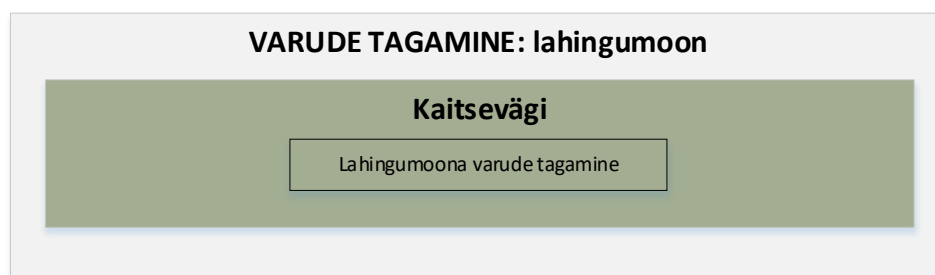 VARUDE TAGAMINE: lahingumoon
Kaitsevägi
Lahingumoona varude tagamine